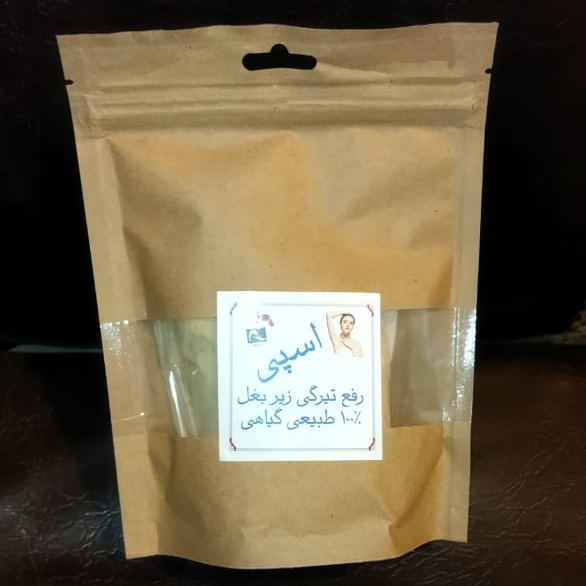 اسپی
رفع تیرگی زیر بغل
۱۰۰٪ طبیعی گیاهی